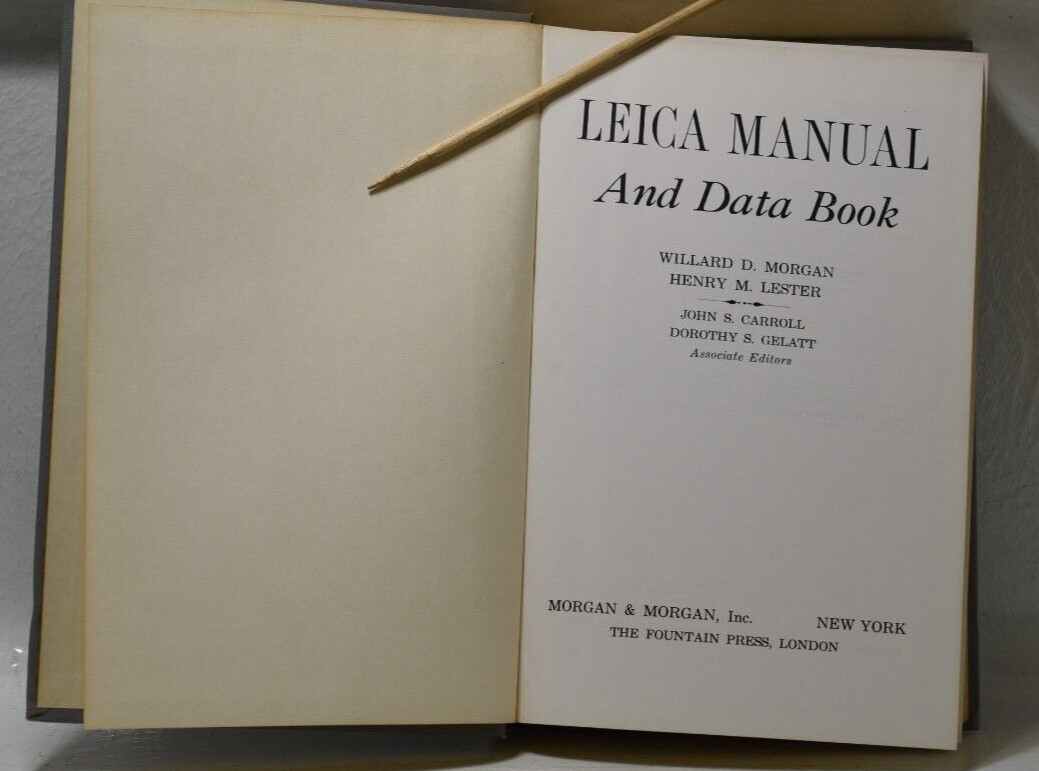 LEICA MANUAL
And Data Book
WILLARD D. MORGAN
HENRY M. LESTER
JOHN S. CARROLL
DOROTHY S. GELATT
Associate Editors
MORGAN & MORGAN, Inc. NEW YORK
THE FOUNTAIN PRESS, LONDON